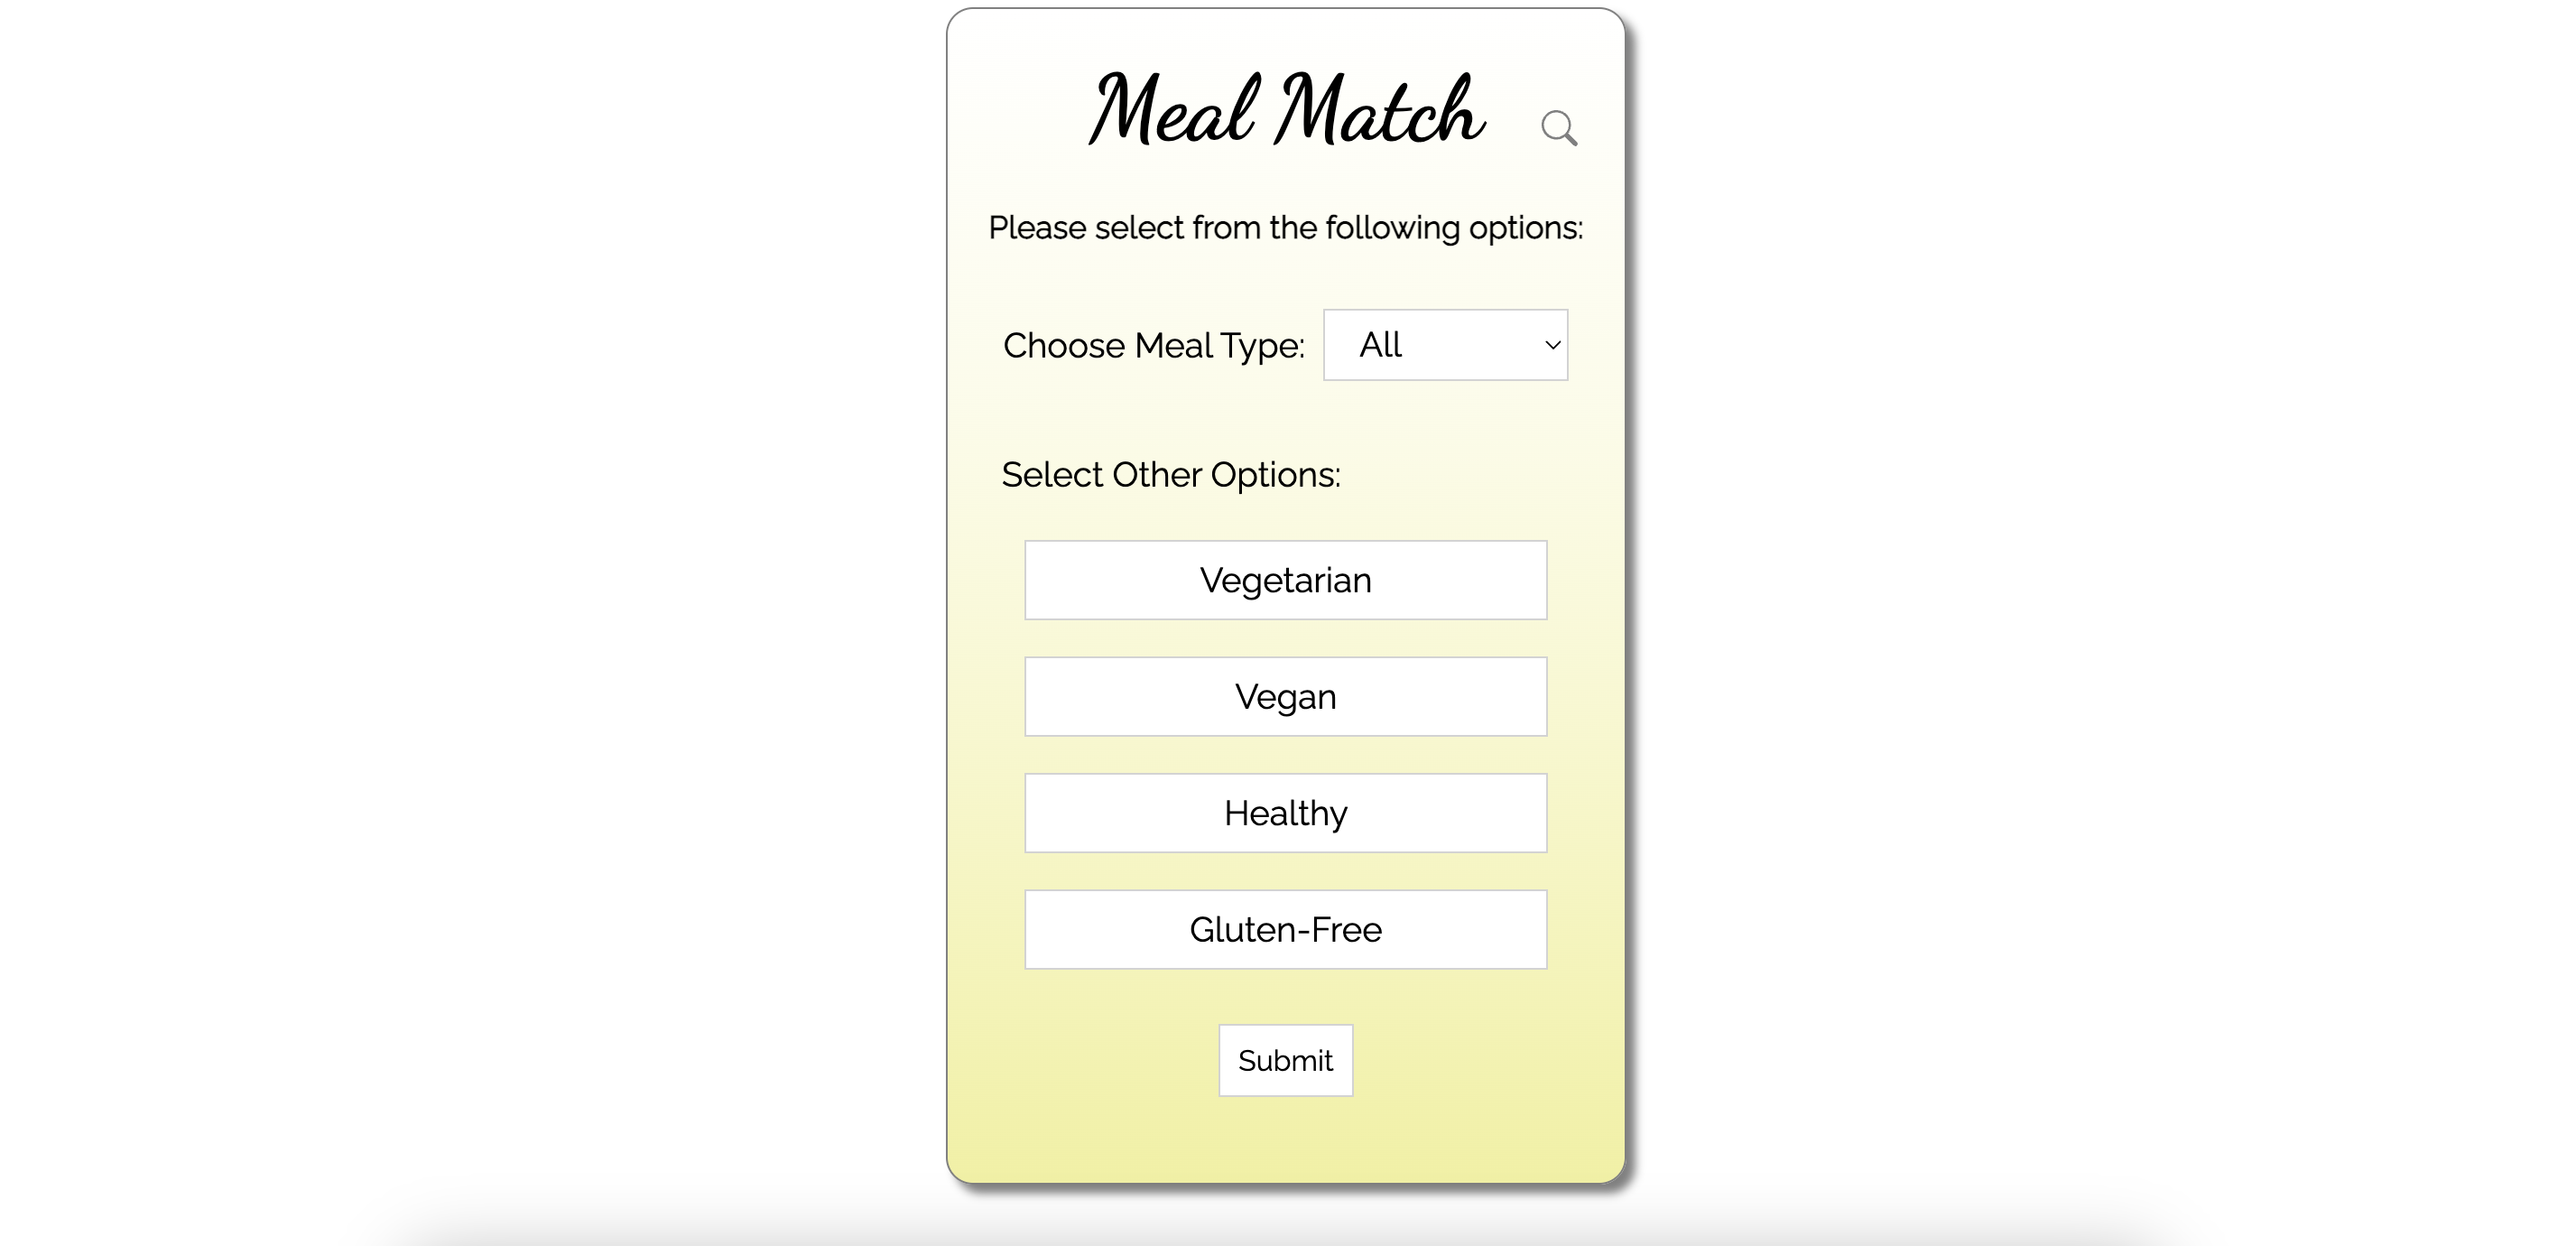 Meal Match
Please select from the following options:
Choose Meal Type: All
Select Other Options:
Vegetarian
Vegan
Healthy
Gluten-Free
Submit